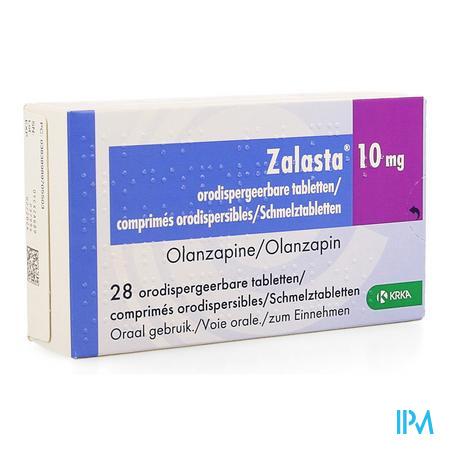 Zalasta® 10 mg
orodispergeerbare tabletten/
comprimés orodispersibles/Schmelztabletten
Olanzapine/Olanzapin
28 orodispergeerbare tabletten/
comprimés orodispersibles/Schmelztabletten
Oraal gebruik./Voie orale./zum Einnehmen
KRKA
IPM